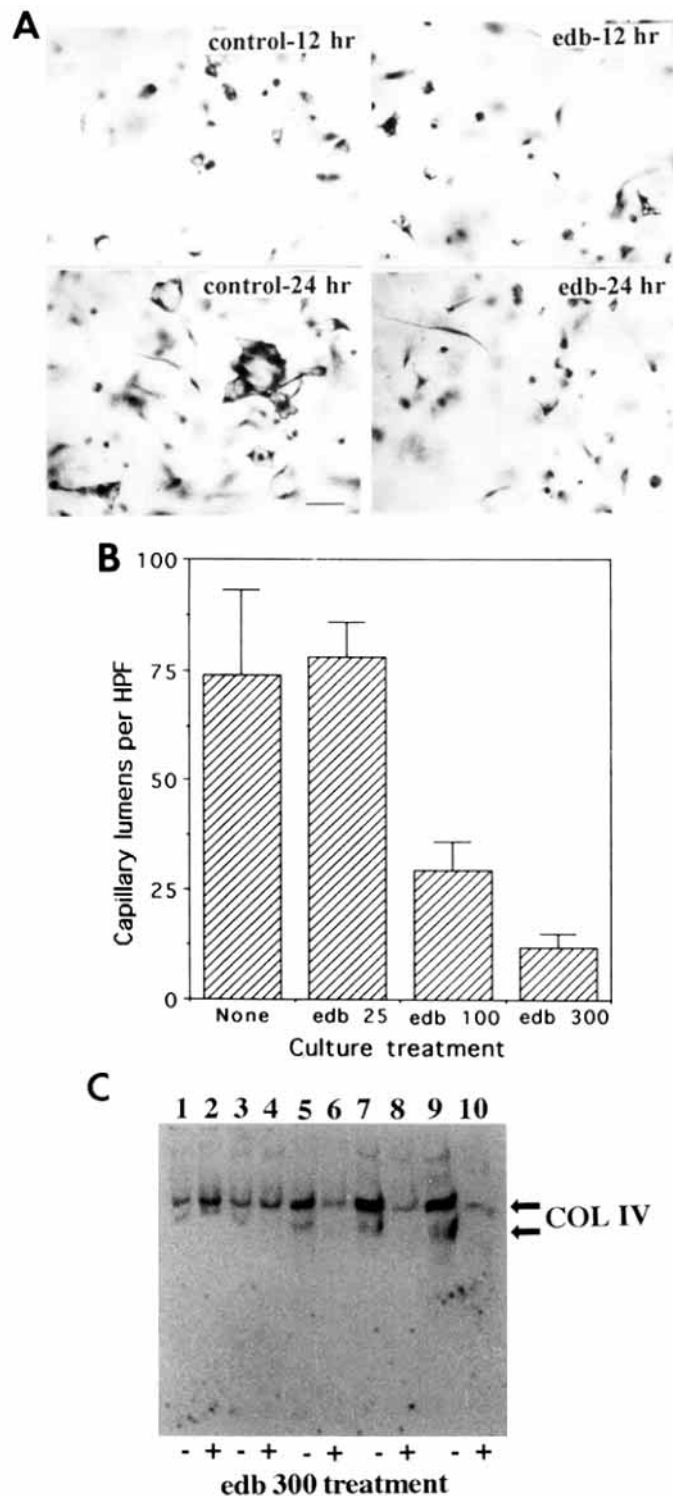 A
control-12 hr
edb-12 hr
control-24 hr
edb-24 hr
B
100
75
50
25
0
Capillary lumens per HPF
None edb 25 edb 100 edb 300
Culture treatment
C
1 2 3 4 5 6 7 8 9 10
COL IV
- + - + - + - + - +
edb 300 treatment